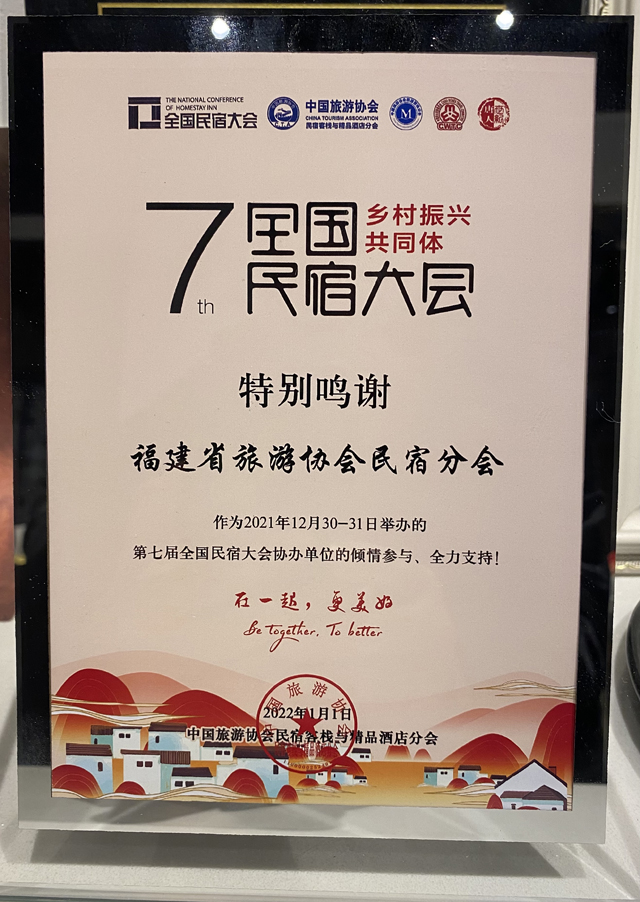 THE NATIONAL CONFERENCE
OF HOMESTAY INN
全国民宿大会
中国旅游协会
CHINA TOURISM ASSOCIATION
民宿客栈与精品酒店分会
M
7th
全国
民宿大会
乡村振兴
共同体
特别鸣谢
福建省旅游协会民宿分会
作为2021年12月30-31日举办的
第七届全国民宿大会协办单位的倾情参与、全力支持!
在一起，更美好
Be together, To better
中国旅游协会
2022年1月1日
中国旅游协会民宿客栈与精品酒店分会